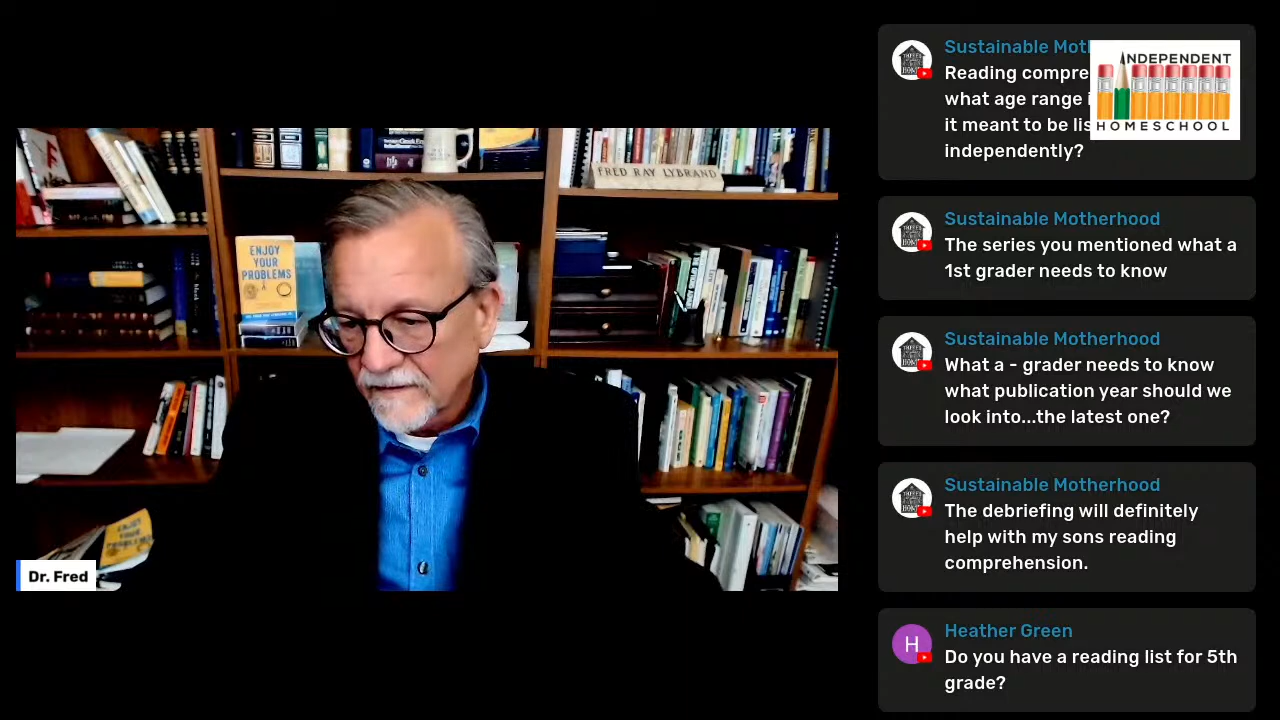 FRED RAY LYBRAND
ENJOY
YOUR
PROBLEMS
ENJOY
YOUR
PROBLEMS
Dr. Fred
Sustainable
Reading
what age range
it meant to be
independently?
INDEPENDENT
HOMESCHOOL
Sustainable Motherhood
The series you mentioned what a
1st grader needs to know
Sustainable Motherhood
What a - grader needs to know
what publication year should we
look into...the latest one?
Sustainable Motherhood
The debriefing will definitely
help with my sons reading
comprehension.
H
Heather Green
Do you have a reading list for 5th
grade?